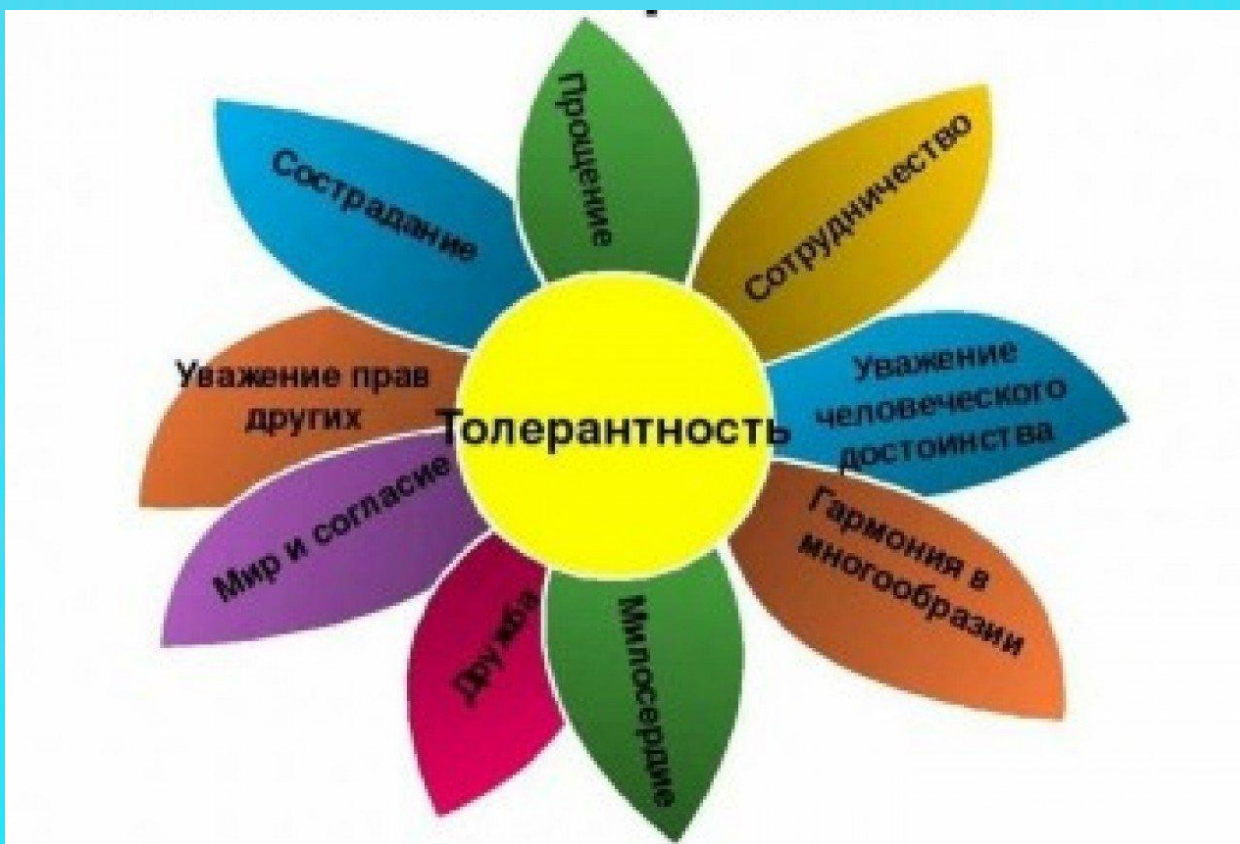 Прощение
Сотрудничество
Сострадание
Уважение
человеческого
достоинства
Уважение прав
других
Толерантность
Мир и согласие
Гармония в
многообразии
Дружба
Милосердие